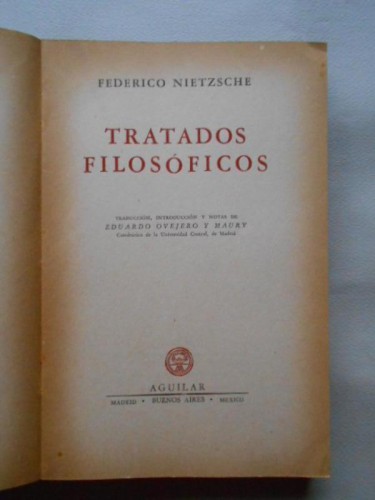 FEDERICO NIETZSCHE
TRATADOS
FILOSÓFICOS
TRADUCCIÓN, INTRODUCCIÓN Y NOTAS DE
EDUARDO OVEJERO Y MAURY
Catedrático de la Universidad Central, de Madrid
AGUILAR
MADRID • BUENOS AIRES • MÉXICO